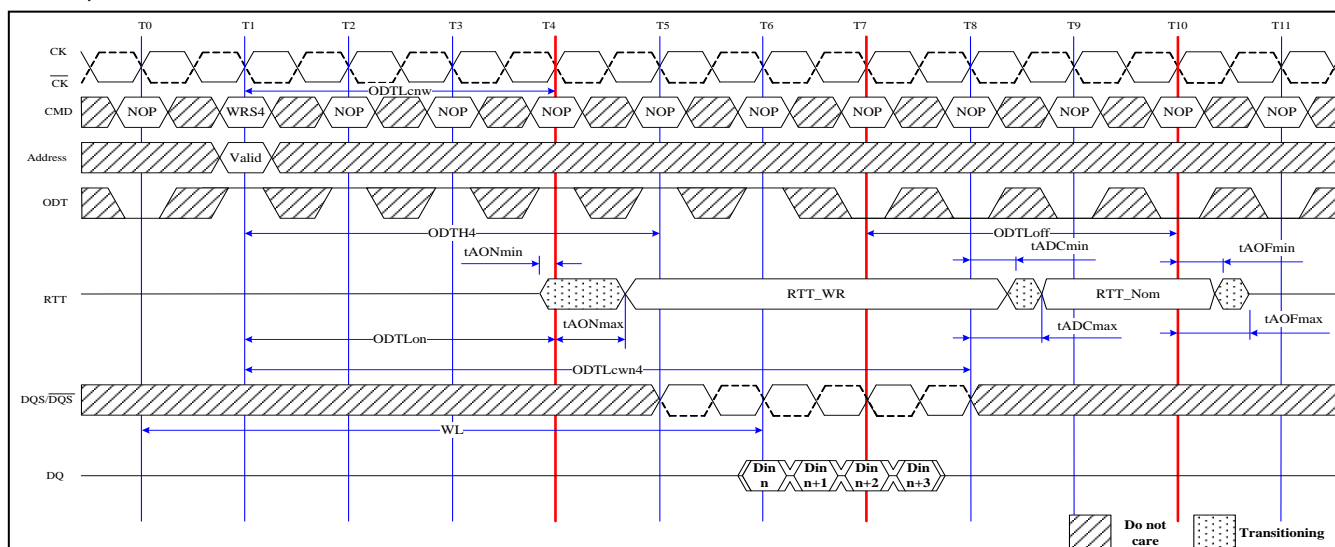 T0 T1 T2 T3 T4 T5 T6 T7 T8 T9 T10 T11
CK
CK
ODTLcnw
CMD NOP WRS4 NOP NOP NOP NOP NOP NOP NOP NOP NOP NOP
Address Valid
ODT
ODTH4 ODTLoff
tAONmin tADCmin tAOFmin
RTT RTT_WR RTT_Nom
tAONmax tADCmax tAOFmax
ODTLon
ODTLcwn4
DQS/DQS
WL
DQ
Din n Din n+1 Din n+2 Din n+3
Do not care
Transitioning